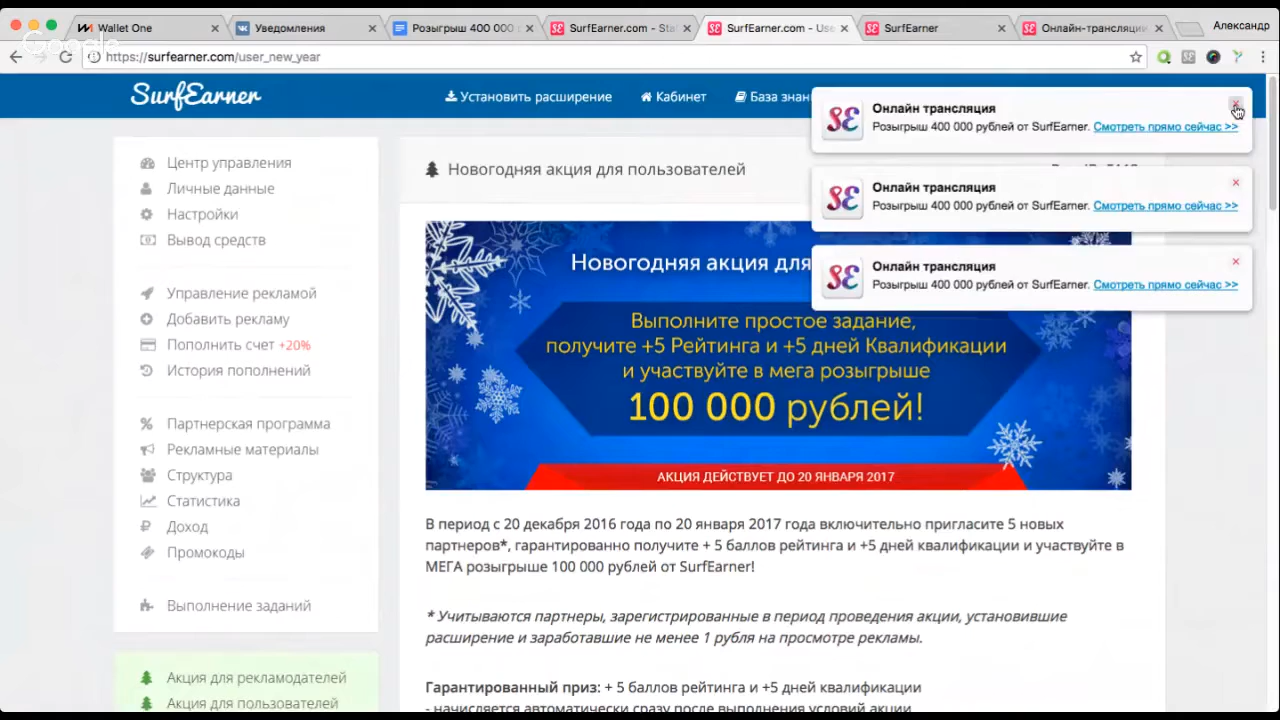 Wallet One
Уведомления
Розыгрыш 400 000
SurfEarner.com - Sta
SurfEarner.com - Use
SurfEarner
Онлайн-трансляции
Александр
Google
https://surfearner.com/user_new_year
SurfEarner
Установить расширение
Кабинет
База знан
Онлайн трансляция
Розыгрыш 400 000 рублей от SurfEarner. Смотреть прямо сейчас >>
Онлайн трансляция
Розыгрыш 400 000 рублей от SurfEarner. Смотреть прямо сейчас >>
Онлайн трансляция
Розыгрыш 400 000 рублей от SurfEarner. Смотреть прямо сейчас >>
Центр управления
Личные данные
Настройки
Вывод средств
Управление рекламой
Добавить рекламу
Пополнить счет +20%
История пополнений
Партнерская программа
Рекламные материалы
Структура
Статистика
Доход
Промокоды
Выполнение заданий
Акция для рекламодателей
Акция для пользователей
Новогодняя акция для пользователей
Новогодняя акция для
Выполните простое задание,
получите +5 Рейтинга и +5 дней Квалификации
и участвуйте в мега розыгрыше
100 000 рублей!
АКЦИЯ ДЕЙСТВУЕТ ДО 20 ЯНВАРЯ 2017
В период с 20 декабря 2016 года по 20 января 2017 года включительно пригласите 5 новых
партнеров*, гарантированно получите + 5 баллов рейтинга и +5 дней квалификации и участвуйте в
МЕГА розыгрыше 100 000 рублей от SurfEarner!
* Учитываются партнеры, зарегистрированные в период проведения акции, установившие
расширение и заработавшие не менее 1 рубля на просмотре рекламы.
Гарантированный приз: + 5 баллов рейтинга и +5 дней квалификации
- начисляется автоматически сразу после выполнения условий акции